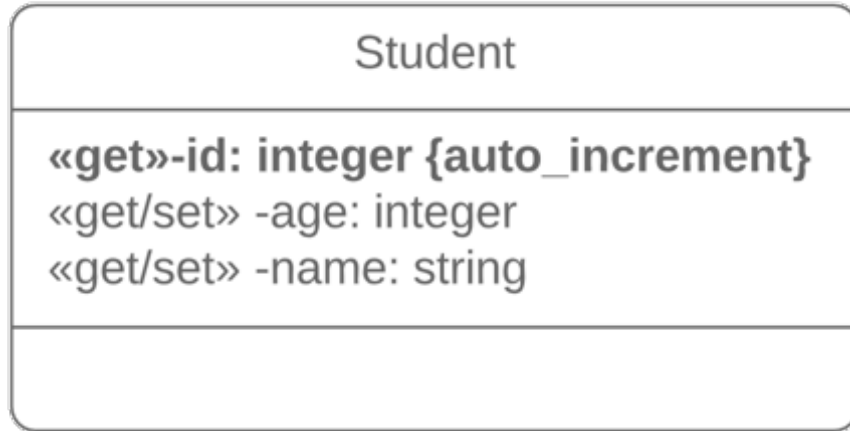 Student
«get»-id: integer {auto_increment}
«get/set» -age: integer
«get/set» -name: string